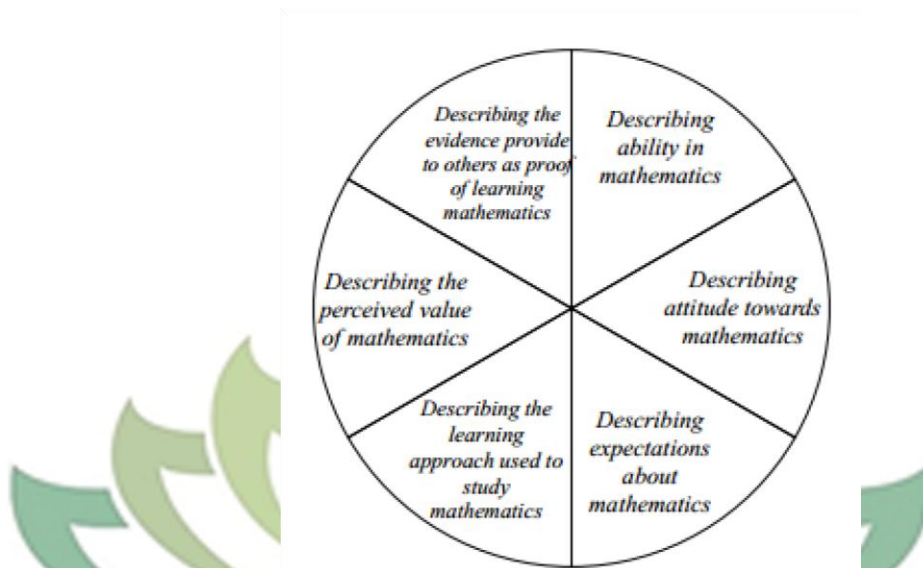 Describing the
evidence provide
to others as proof
of learning
mathematics
Describing
ability in
mathematics
Describing the
perceived value
of mathematics
Describing
attitude towards
mathematics
Describing the
learning
approach used to
study
mathematics
Describing
expectations
about
mathematics